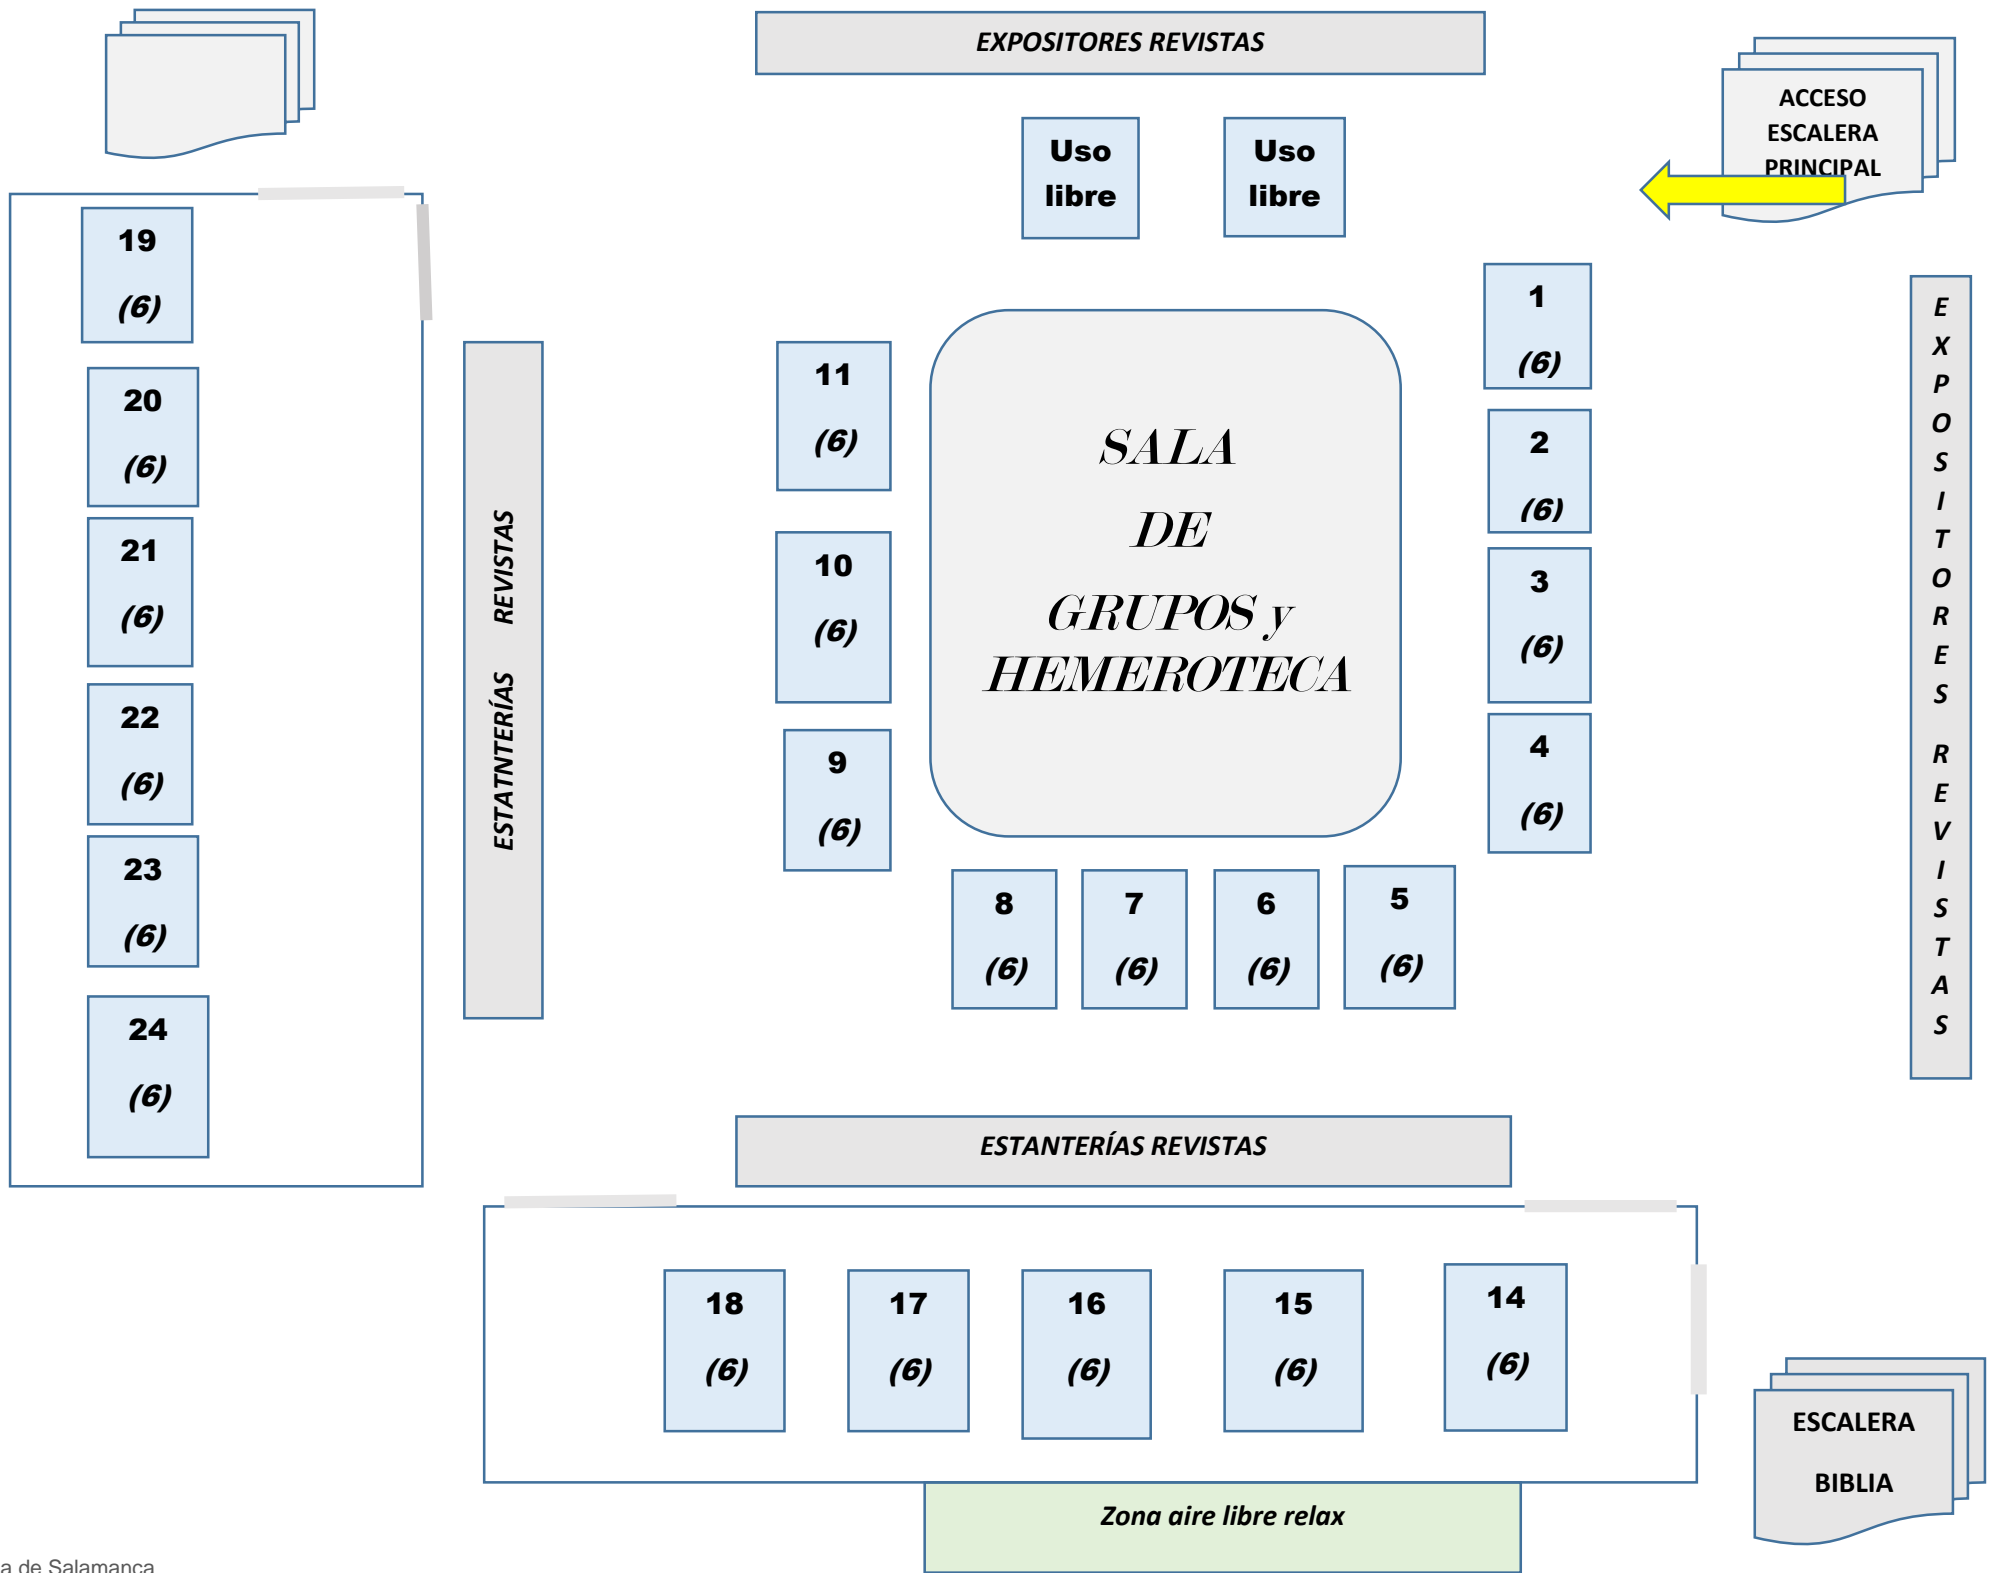 EXPOSITORES REVISTAS
ACCESO
ESCALERA
PRINCIPAL
Uso
libre
Uso
libre
19
(6)
20
(6)
21
(6)
22
(6)
23
(6)
24
(6)
ESTATNTERÍAS REVISTAS
11
(6)
10
(6)
9
(6)
SALA
DE
GRUPOS y
HEMEROTECA
1
(6)
2
(6)
3
(6)
4
(6)
8
(6)
7
(6)
6
(6)
5
(6)
E
X
P
O
S
I
T
O
R
E
S
R
E
V
I
S
T
A
S
ESTANTERÍAS REVISTAS
18
(6)
17
(6)
16
(6)
15
(6)
14
(6)
ESCALERA
BIBLIA
Zona aire libre relax
a de Salamanca